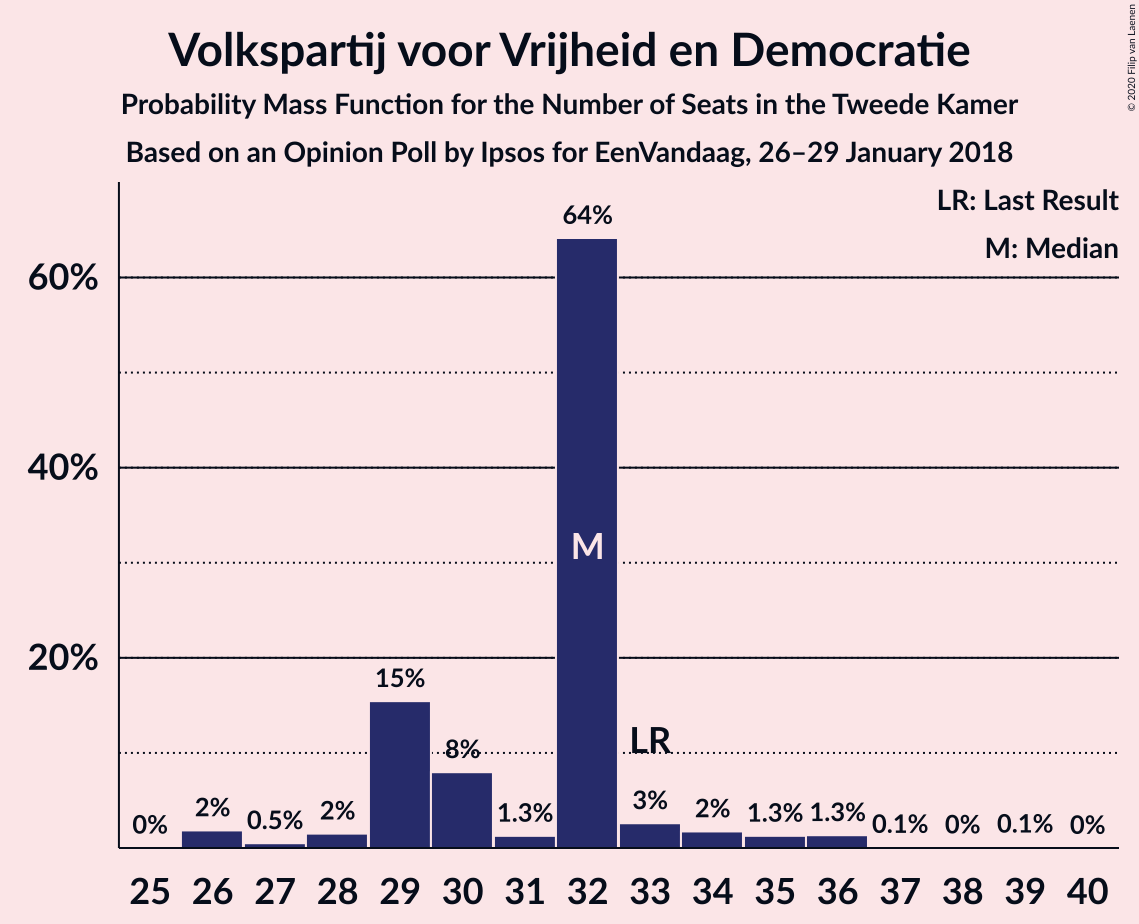 Volkspartij voor Vrijheid en Democratie
Probability Mass Function for the Number of Seats in the Tweede Kamer
Based on an Opinion Poll by Ipsos for EenVandaag, 26–29 January 2018
© 2020 Filip van Laenen
LR: Last Result
M: Median
60%
40%
20%
0%
2%
0.5%
2%
15%
8%
1.3%
64%
M
LR
3%
2%
1.3%
1.3%
0.1%
0%
0.1%
0%
25 26 27 28 29 30 31 32 33 34 35 36 37 38 39 40